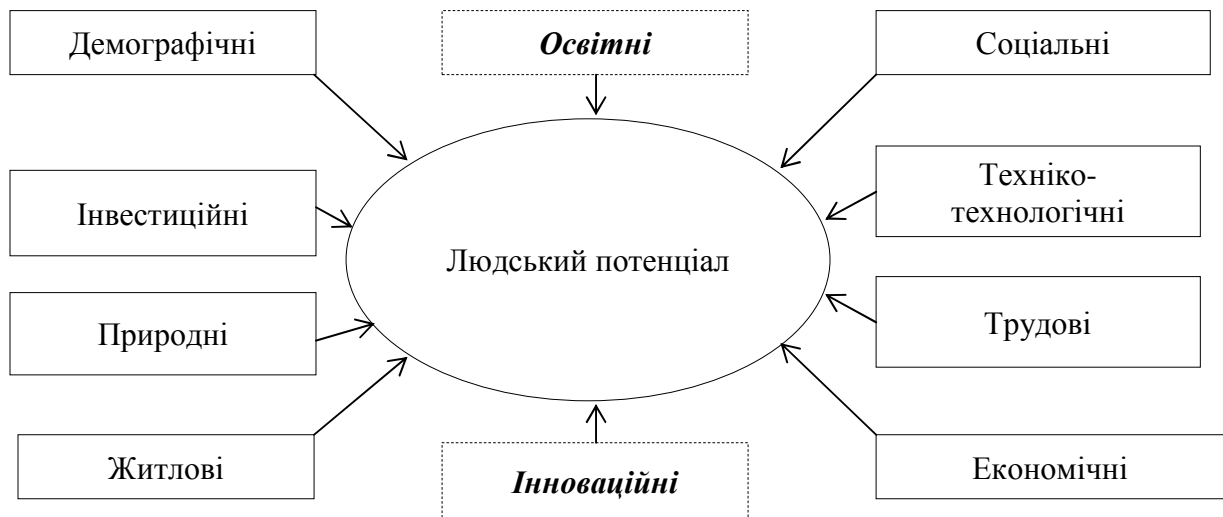 Демографічні
Освітні
Соціальні
Інвестиційні
Техніко-
технологічні
Людський потенціал
Природні
Трудові
Житлові
Інноваційні
Економічні